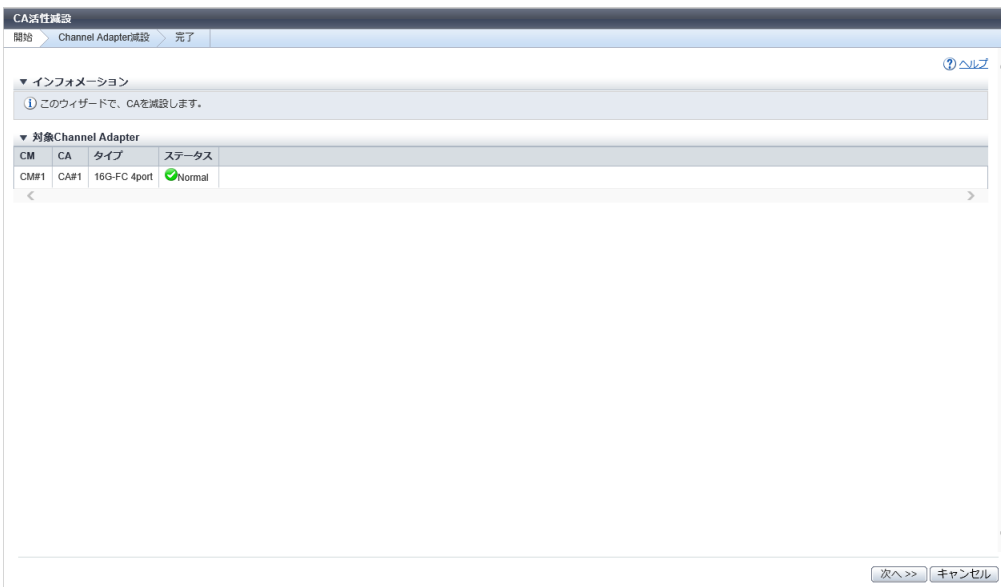 CA活性減設
開始 Channel Adapter減設 完了
ヘルプ
▼ インフォメーション
このウィザードで、CAを減設します。
▼ 対象Channel Adapter
CM CA タイプ ステータス
CM#1 CA#1 16G-FC 4port Normal
次へ >> キャンセル